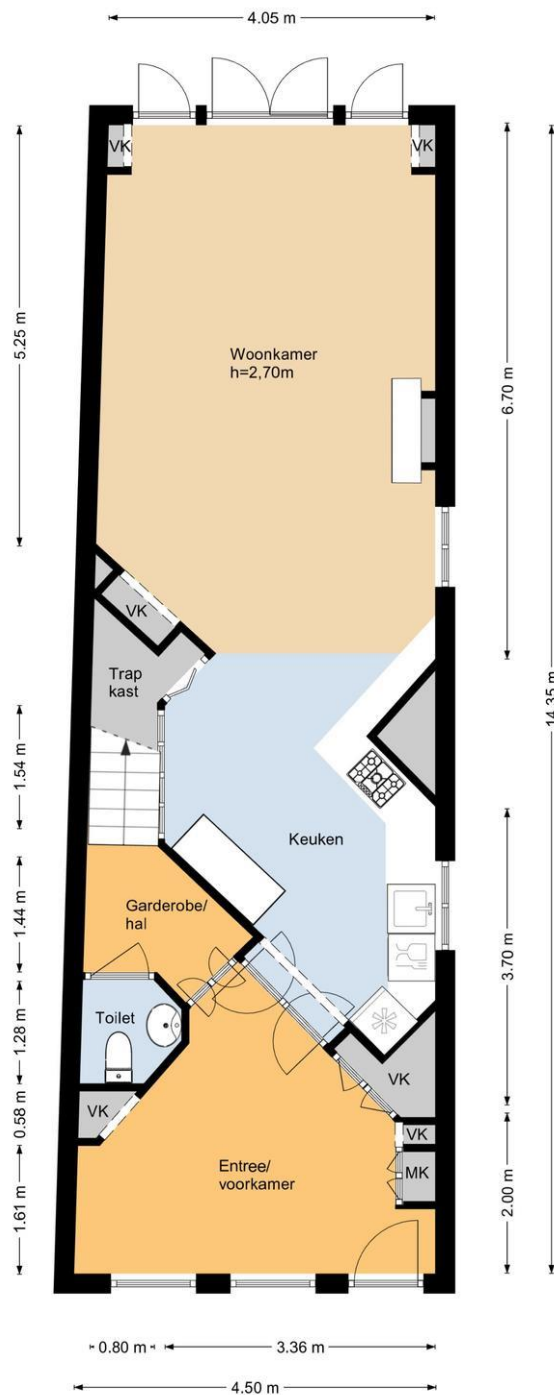 4.05 m
VK
VK
5.25 m
Woonkamer
h=2,70m
6.70 m
14.35 m
VK
Trap
kast
1.54 m
Keuken
1.44 m
Garderobe/
hal
3.70 m
Toilet
1.28 m
VK
0.58 m
VK
VK
MK
Entree/
voorkamer
1.61 m
2.00 m
0.80 m
3.36 m
4.50 m